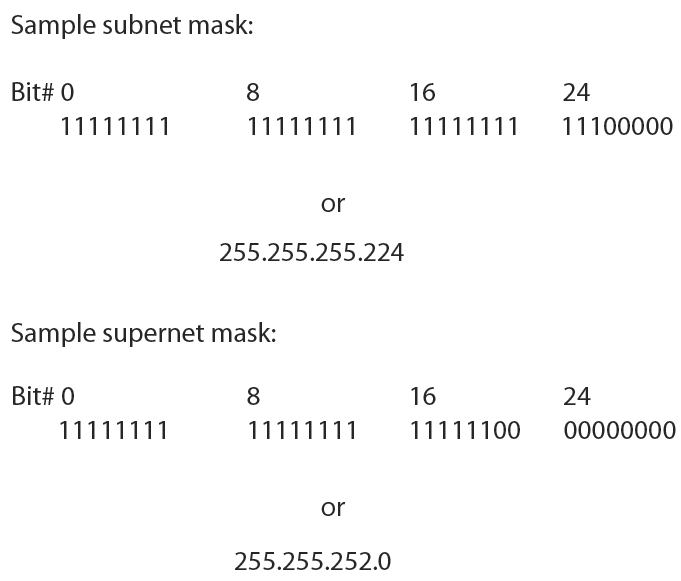 Sample subnet mask:
Bit# 0 8 16 24
11111111 11111111 11111111 11100000
or
255.255.255.224
Sample supernet mask:
Bit# 0 8 16 24
11111111 11111111 11111100 00000000
or
255.255.252.0